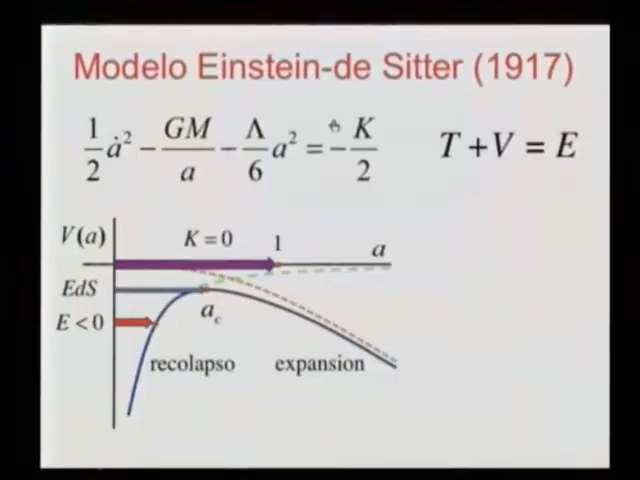 Modelo Einstein-de Sitter (1917)
1/2 ȧ² − GM/a − Λ/6 a² = − K/2
T + V = E
V(a) K = 0 1 a
EdS
E < 0 a_c
recolapso expansion